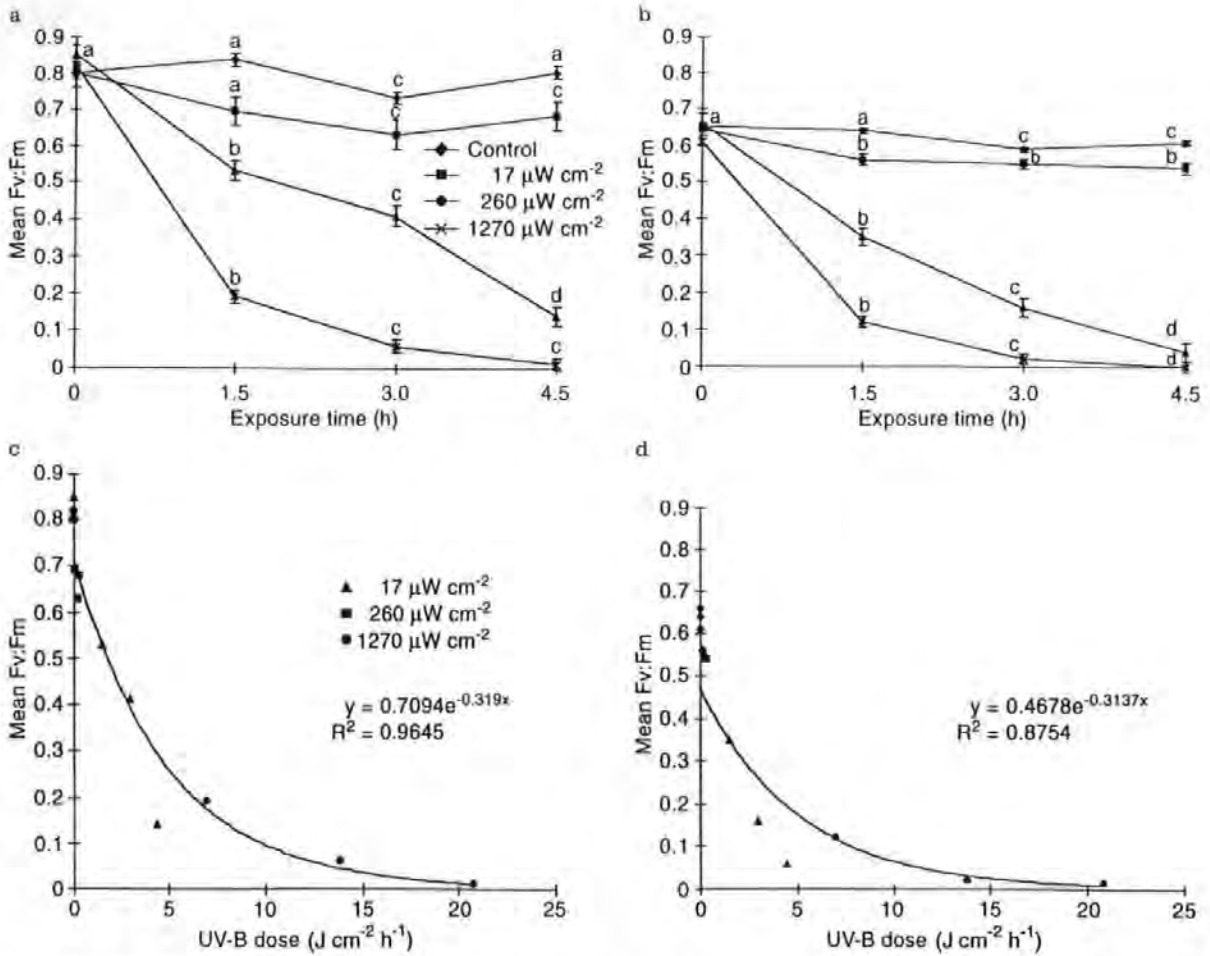 a
0.9
0.8
0.7
0.6
0.5
0.4
0.3
0.2
0.1
0
Mean Fv:Fm
a
a
a
b
b
c
c
c
c
a
c
d
c
Control
17 μW cm-2
260 μW cm-2
1270 μW cm-2
0
1.5
3.0
4.5
Exposure time (h)
b
0.9
0.8
0.7
0.6
0.5
0.4
0.3
0.2
0.1
0
Mean Fv:Fm
a
a
b
b
b
c
b
c
c
c
b
d
d
0
1.5
3.0
4.5
Exposure time (h)
c
0.9
0.8
0.7
0.6
0.5
0.4
0.3
0.2
0.1
0
Mean Fv:Fm
17 μW cm-2
260 μW cm-2
1270 μW cm-2
y = 0.7094e-0.319x
R2 = 0.9645
0
5
10
15
20
25
UV-B dose (J cm-2 h-1)
d
0.9
0.8
0.7
0.6
0.5
0.4
0.3
0.2
0.1
0
Mean Fv:Fm
y = 0.4678e-0.3137x
R2 = 0.8754
0
5
10
15
20
25
UV-B dose (J cm-2 h-1)